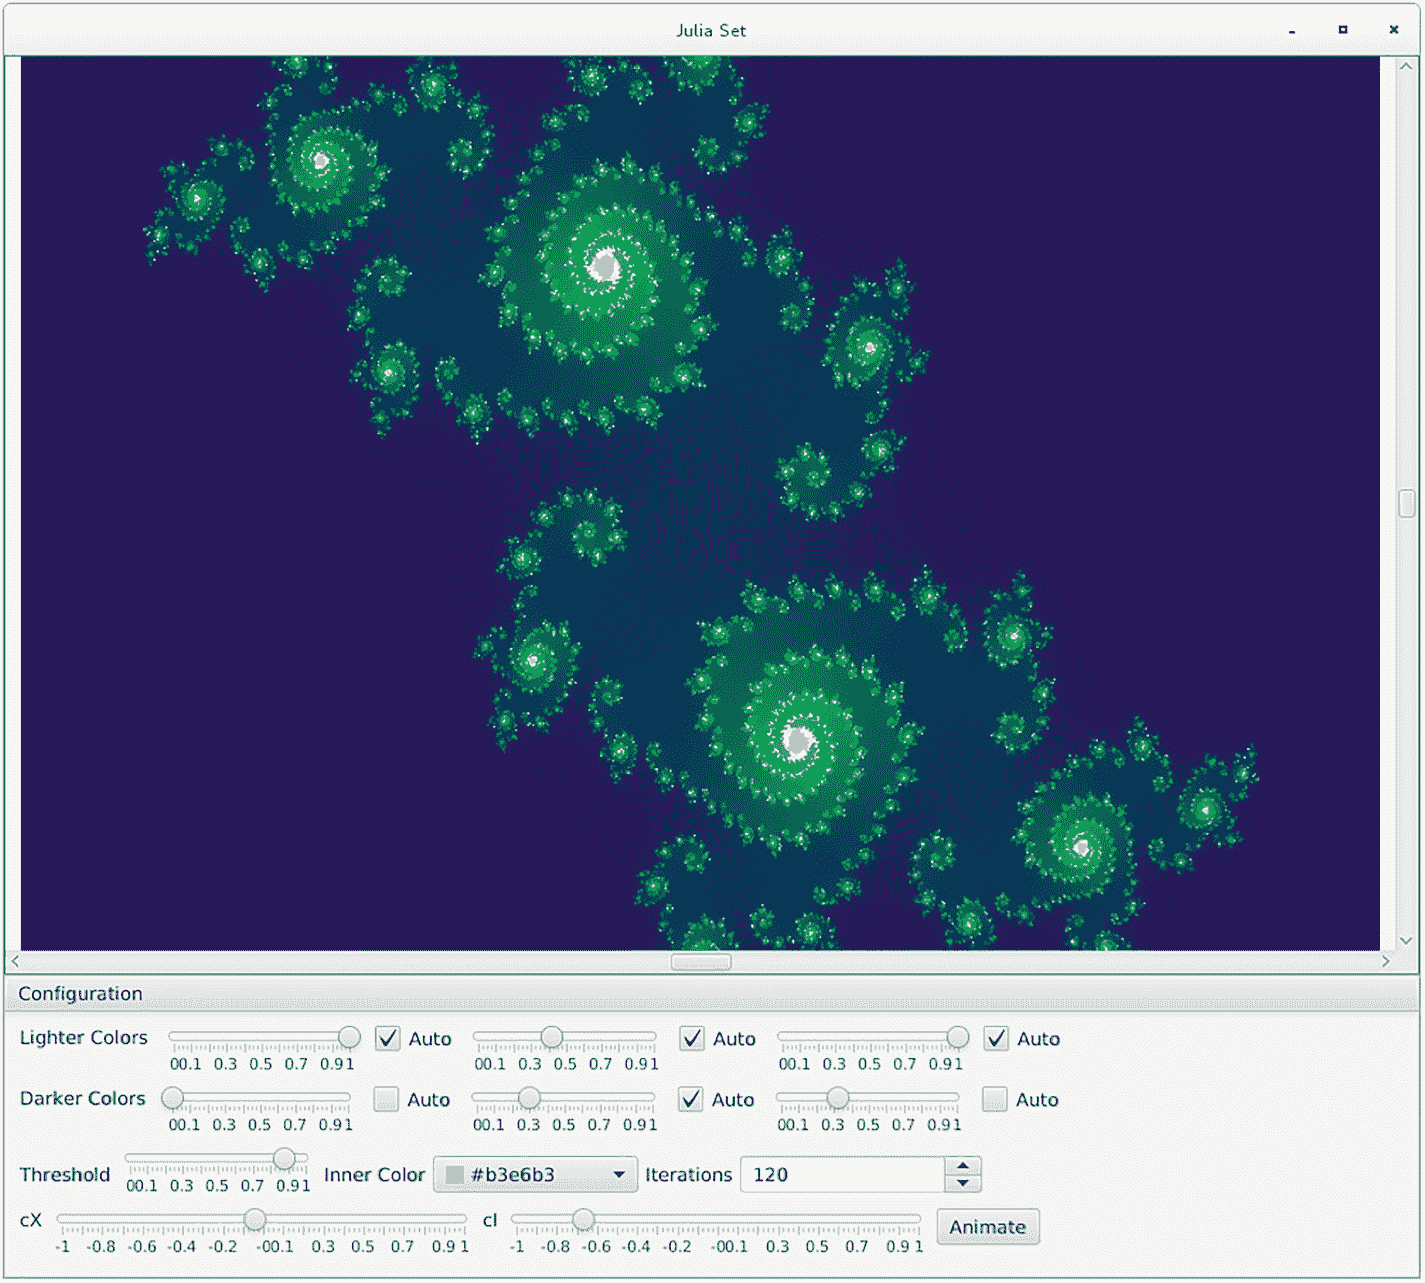 Julia Set
Configuration
Lighter Colors Auto Auto Auto
00.1 0.3 0.5 0.7 0.91 00.1 0.3 0.5 0.7 0.91 00.1 0.3 0.5 0.7 0.91
Darker Colors Auto Auto Auto
00.1 0.3 0.5 0.7 0.91 00.1 0.3 0.5 0.7 0.91 00.1 0.3 0.5 0.7 0.91
Threshold Inner Color #b3e6b3 Iterations 120
00.1 0.3 0.5 0.7 0.91
cX cI Animate
-1 -0.8 -0.6 -0.4 -0.2 -00.1 0.3 0.5 0.7 0.9 1 -1 -0.8 -0.6 -0.4 -0.2 -00.1 0.3 0.5 0.7 0.9 1